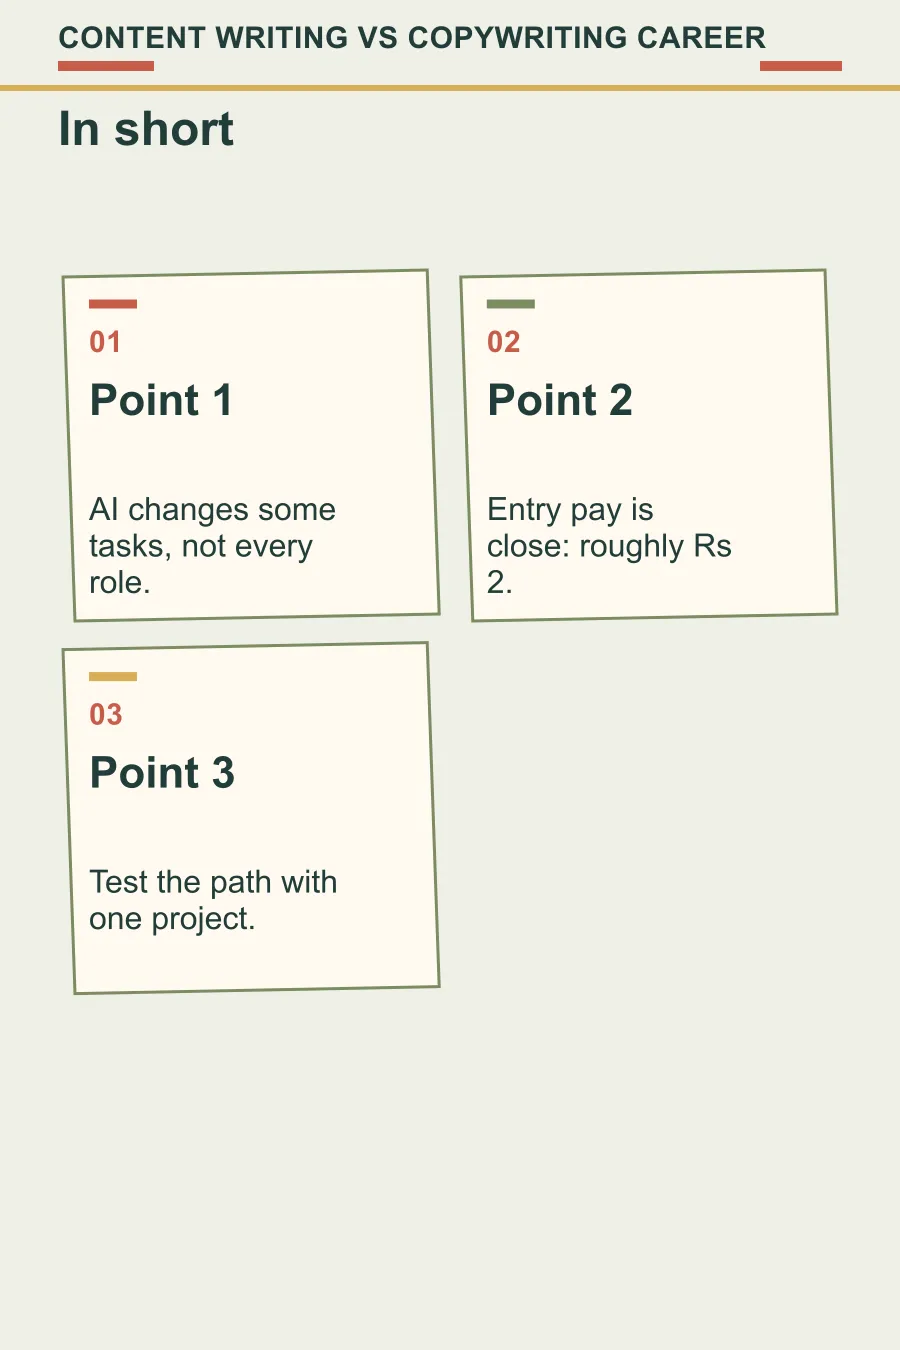 CONTENT WRITING VS COPYWRITING CAREER
In short
01
Point 1
AI changes some
tasks, not every
role.
02
Point 2
Entry pay is
close: roughly Rs
2.
03
Point 3
Test the path with
one project.